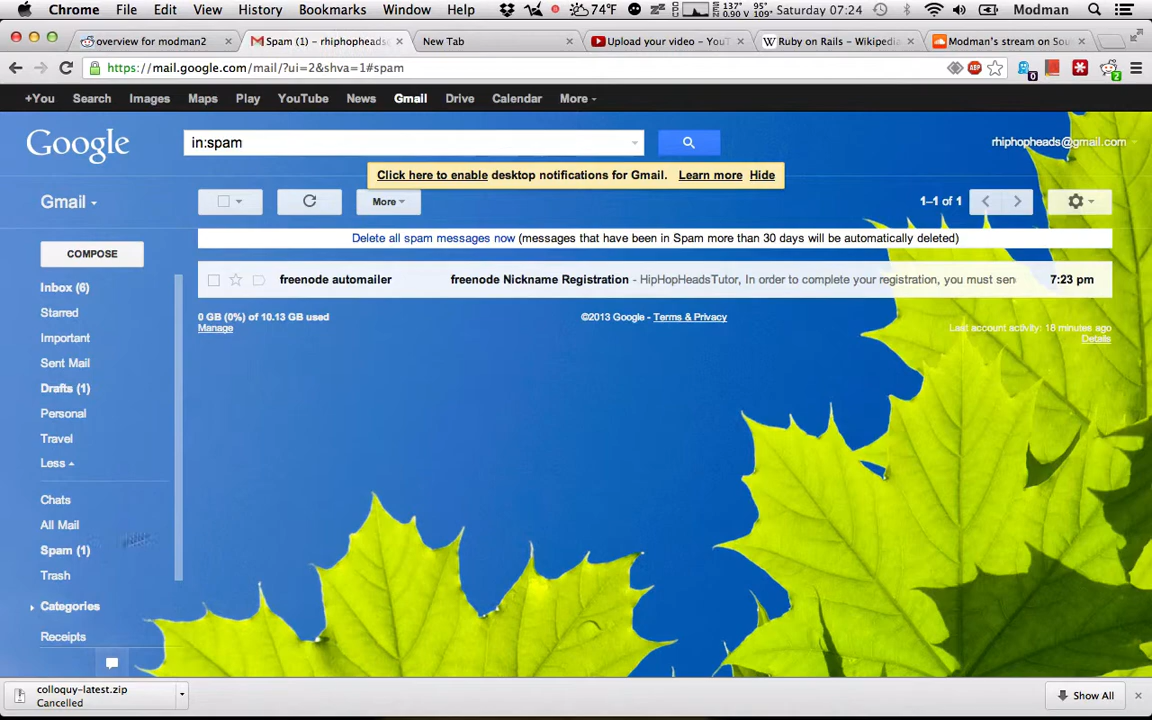 Chrome File Edit View History Bookmarks Window Help 74°F 137° 0.90 V 95° 109° Saturday 07:24 Modman
overview for modman2 Spam (1) – rhiphopheads New Tab Upload your video - YouT Ruby on Rails - Wikipedia Modman's stream on Sou
https://mail.google.com/mail/?ui=2&shva=1#spam 0 2
+You Search Images Maps Play YouTube News Gmail Drive Calendar More
Google in:spam rhiphopheads@gmail.com
Click here to enable desktop notifications for Gmail. Learn more Hide
Gmail More 1–1 of 1
Delete all spam messages now (messages that have been in Spam more than 30 days will be automatically deleted)
COMPOSE
freenode automailer freenode Nickname Registration - HipHopHeadsTutor, In order to complete your registration, you must sen 7:23 pm
Inbox (6)
Starred
Important
Sent Mail
Drafts (1)
Personal
Travel
Less
Chats
All Mail
Spam (1)
Trash
Categories
Receipts
0 GB (0%) of 10.13 GB used
Manage
©2013 Google - Terms & Privacy
Last account activity: 18 minutes ago
Details
colloquy-latest.zip
Cancelled
Show All